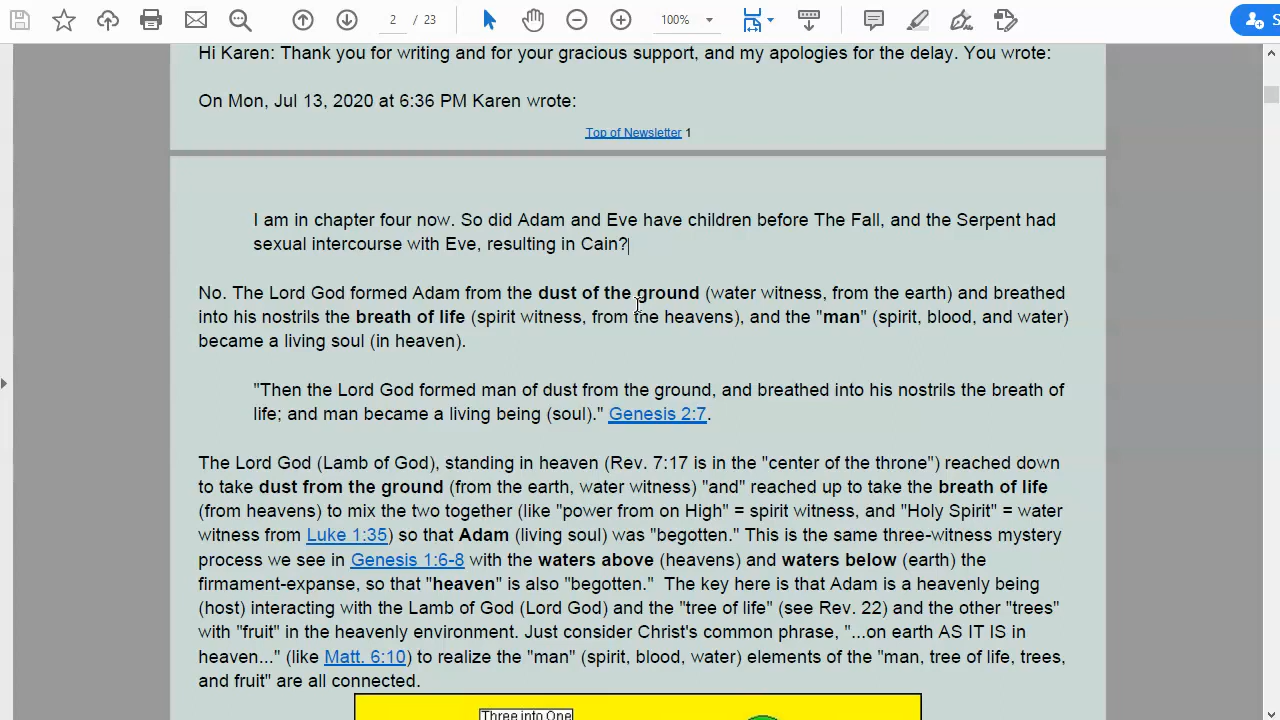 2 / 23
100%
S
Hi Karen: Thank you for writing and for your gracious support, and my apologies for the delay. You wrote:
On Mon, Jul 13, 2020 at 6:36 PM Karen wrote:
Top of Newsletter 1
I am in chapter four now. So did Adam and Eve have children before The Fall, and the Serpent had
sexual intercourse with Eve, resulting in Cain?
No. The Lord God formed Adam from the dust of the ground (water witness, from the earth) and breathed
into his nostrils the breath of life (spirit witness, from the heavens), and the "man" (spirit, blood, and water)
became a living soul (in heaven).
"Then the Lord God formed man of dust from the ground, and breathed into his nostrils the breath of
life; and man became a living being (soul)." Genesis 2:7.
The Lord God (Lamb of God), standing in heaven (Rev. 7:17 is in the "center of the throne") reached down
to take dust from the ground (from the earth, water witness) "and" reached up to take the breath of life
(from heavens) to mix the two together (like "power from on High" = spirit witness, and "Holy Spirit" = water
witness from Luke 1:35) so that Adam (living soul) was "begotten." This is the same three-witness mystery
process we see in Genesis 1:6-8 with the waters above (heavens) and waters below (earth) the
firmament-expanse, so that "heaven" is also "begotten."  The key here is that Adam is a heavenly being
(host) interacting with the Lamb of God (Lord God) and the "tree of life" (see Rev. 22) and the other "trees"
with "fruit" in the heavenly environment. Just consider Christ's common phrase, "...on earth AS IT IS in
heaven..." (like Matt. 6:10) to realize the "man" (spirit, blood, water) elements of the "man, tree of life, trees,
and fruit" are all connected.
Three into One